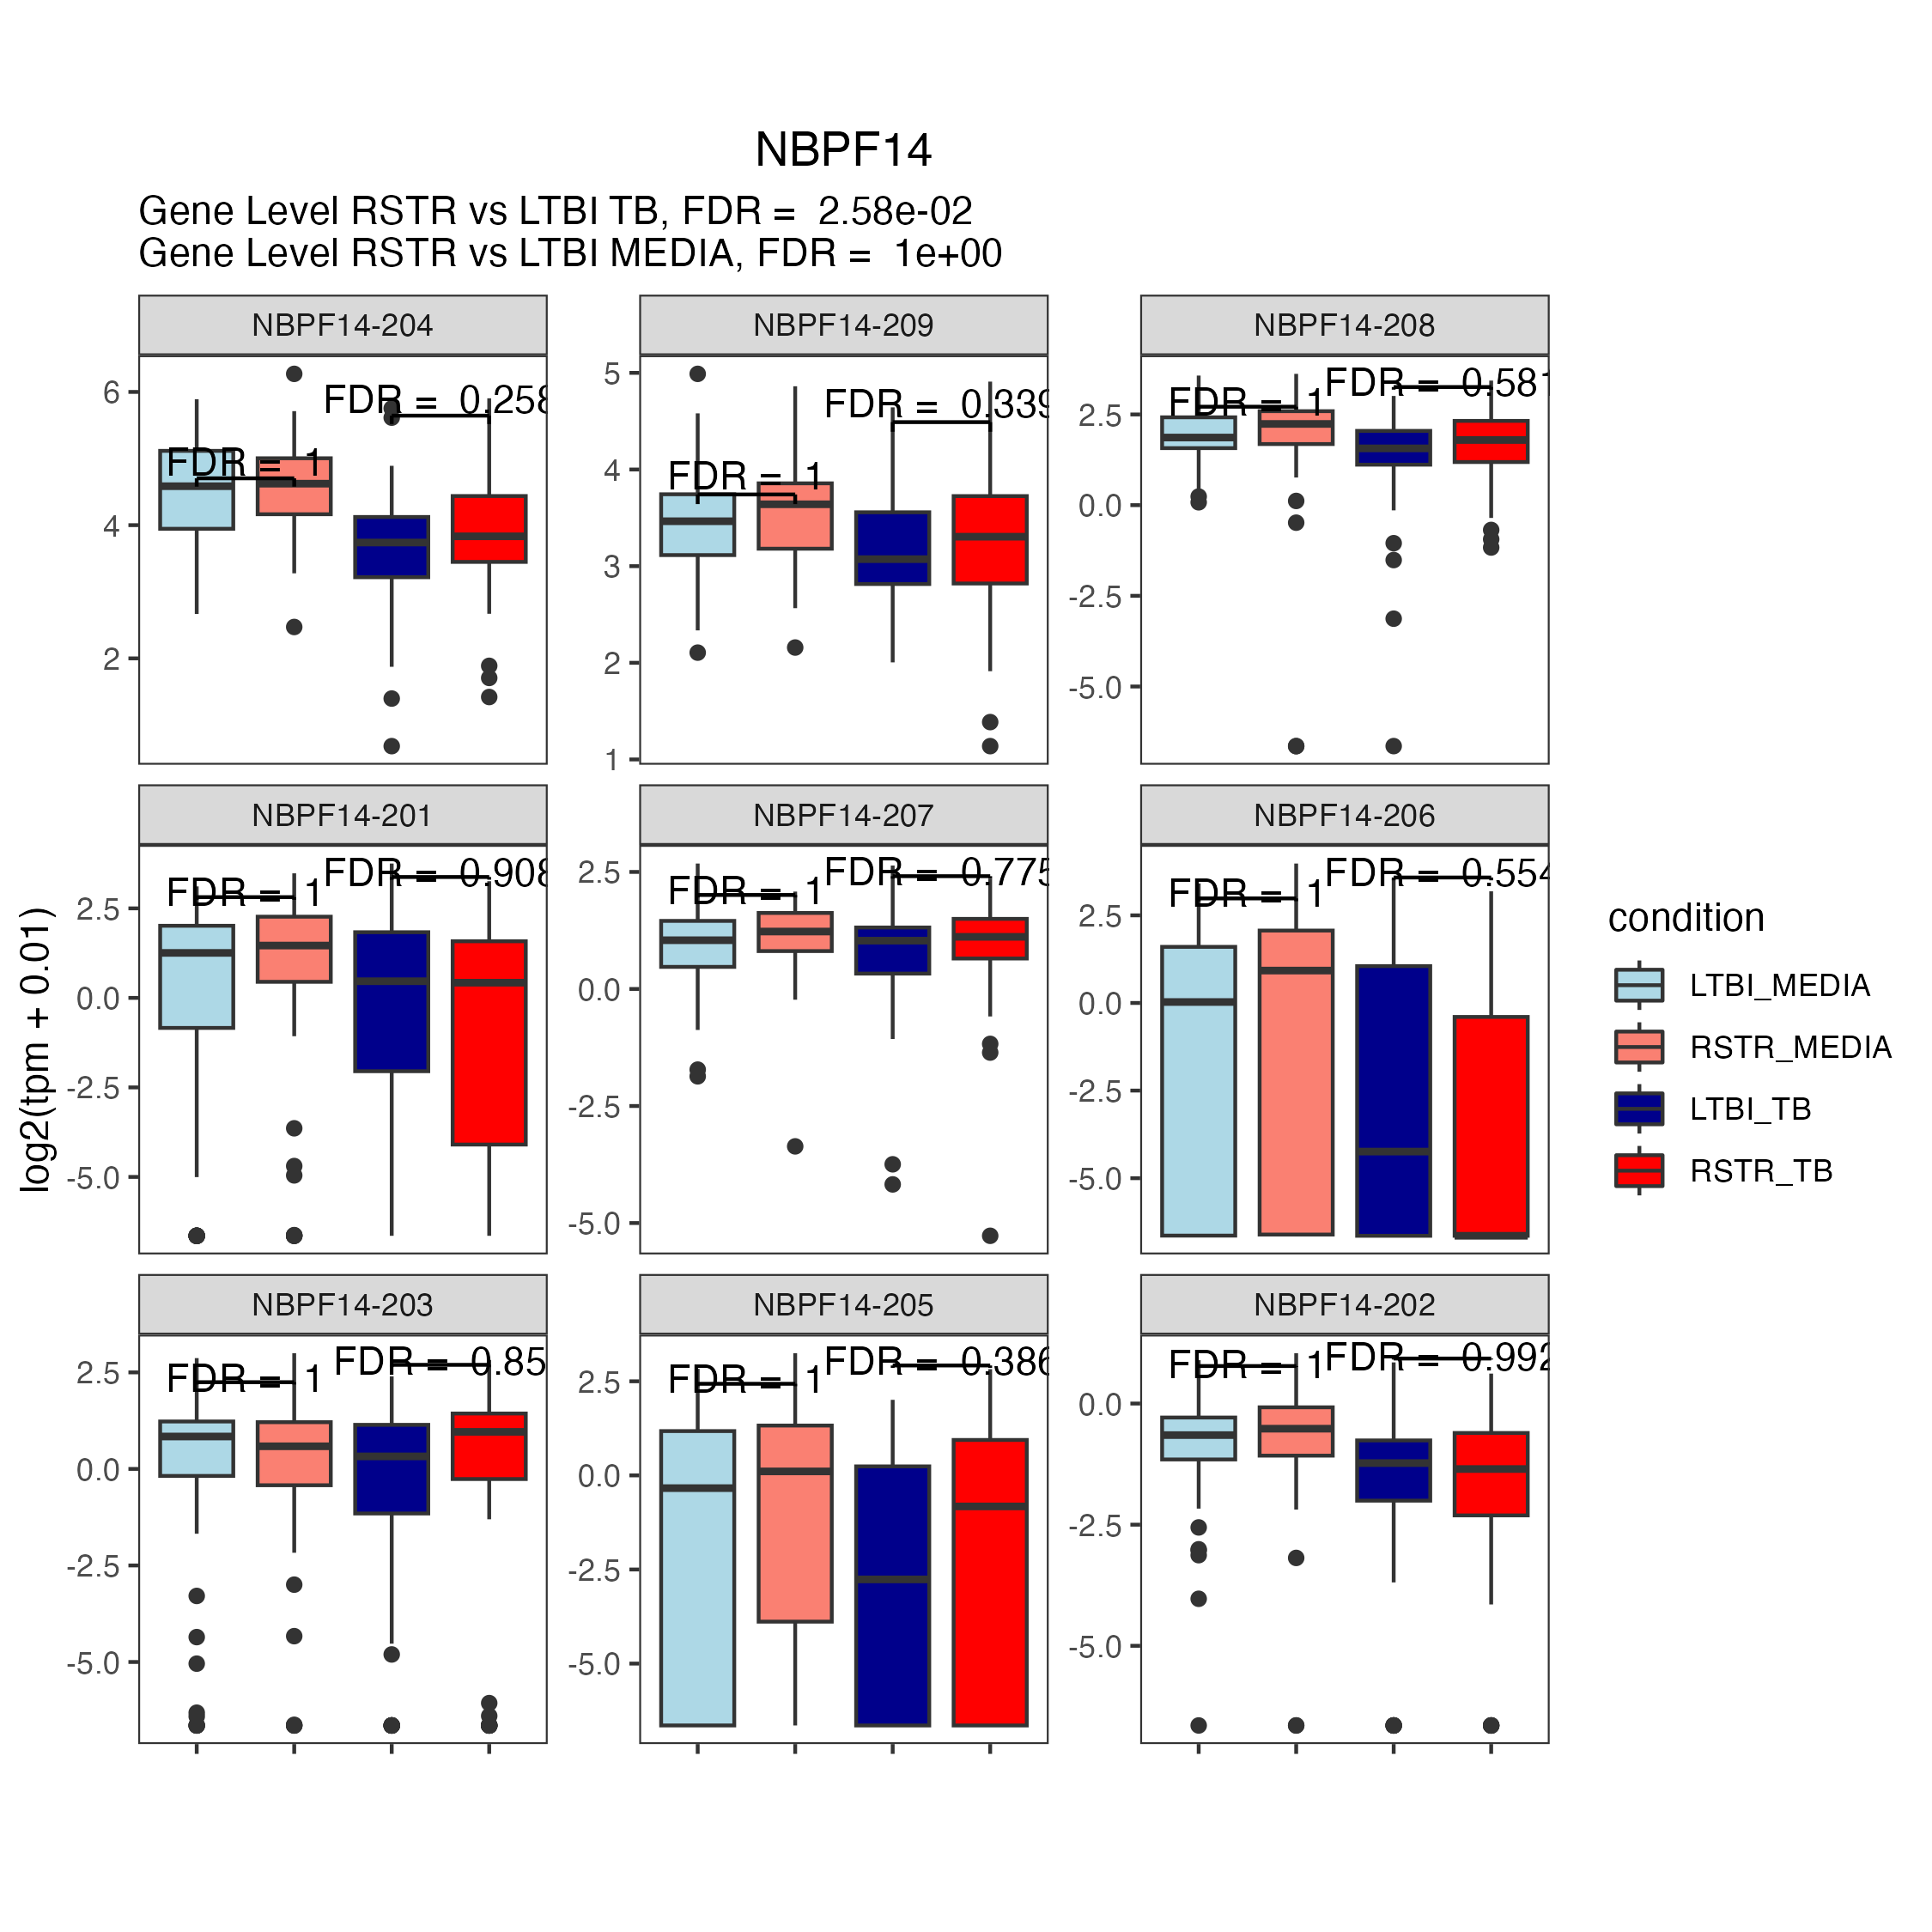 NBPF14
Gene Level RSTR vs LTBI TB, FDR = 2.58e-02
Gene Level RSTR vs LTBI MEDIA, FDR = 1e+00
NBPF14-204
NBPF14-209
NBPF14-208
FDR = 1
FDR = 0.258
6
4
2
FDR = 1
FDR = 0.339
5
4
3
2
1
FDR = 1
FDR = 0.581
2.5
0.0
-2.5
-5.0
NBPF14-201
NBPF14-207
NBPF14-206
FDR = 1
FDR = 0.908
2.5
0.0
-2.5
-5.0
FDR = 1
FDR = 0.775
2.5
0.0
-2.5
-5.0
FDR = 1
FDR = 0.554
2.5
0.0
-2.5
-5.0
NBPF14-203
NBPF14-205
NBPF14-202
FDR = 1
FDR = 0.85
2.5
0.0
-2.5
-5.0
FDR = 1
FDR = 0.386
2.5
0.0
-2.5
-5.0
FDR = 1
FDR = 0.992
0.0
-2.5
-5.0
log2(tpm + 0.01)
condition
LTBI_MEDIA
RSTR_MEDIA
LTBI_TB
RSTR_TB